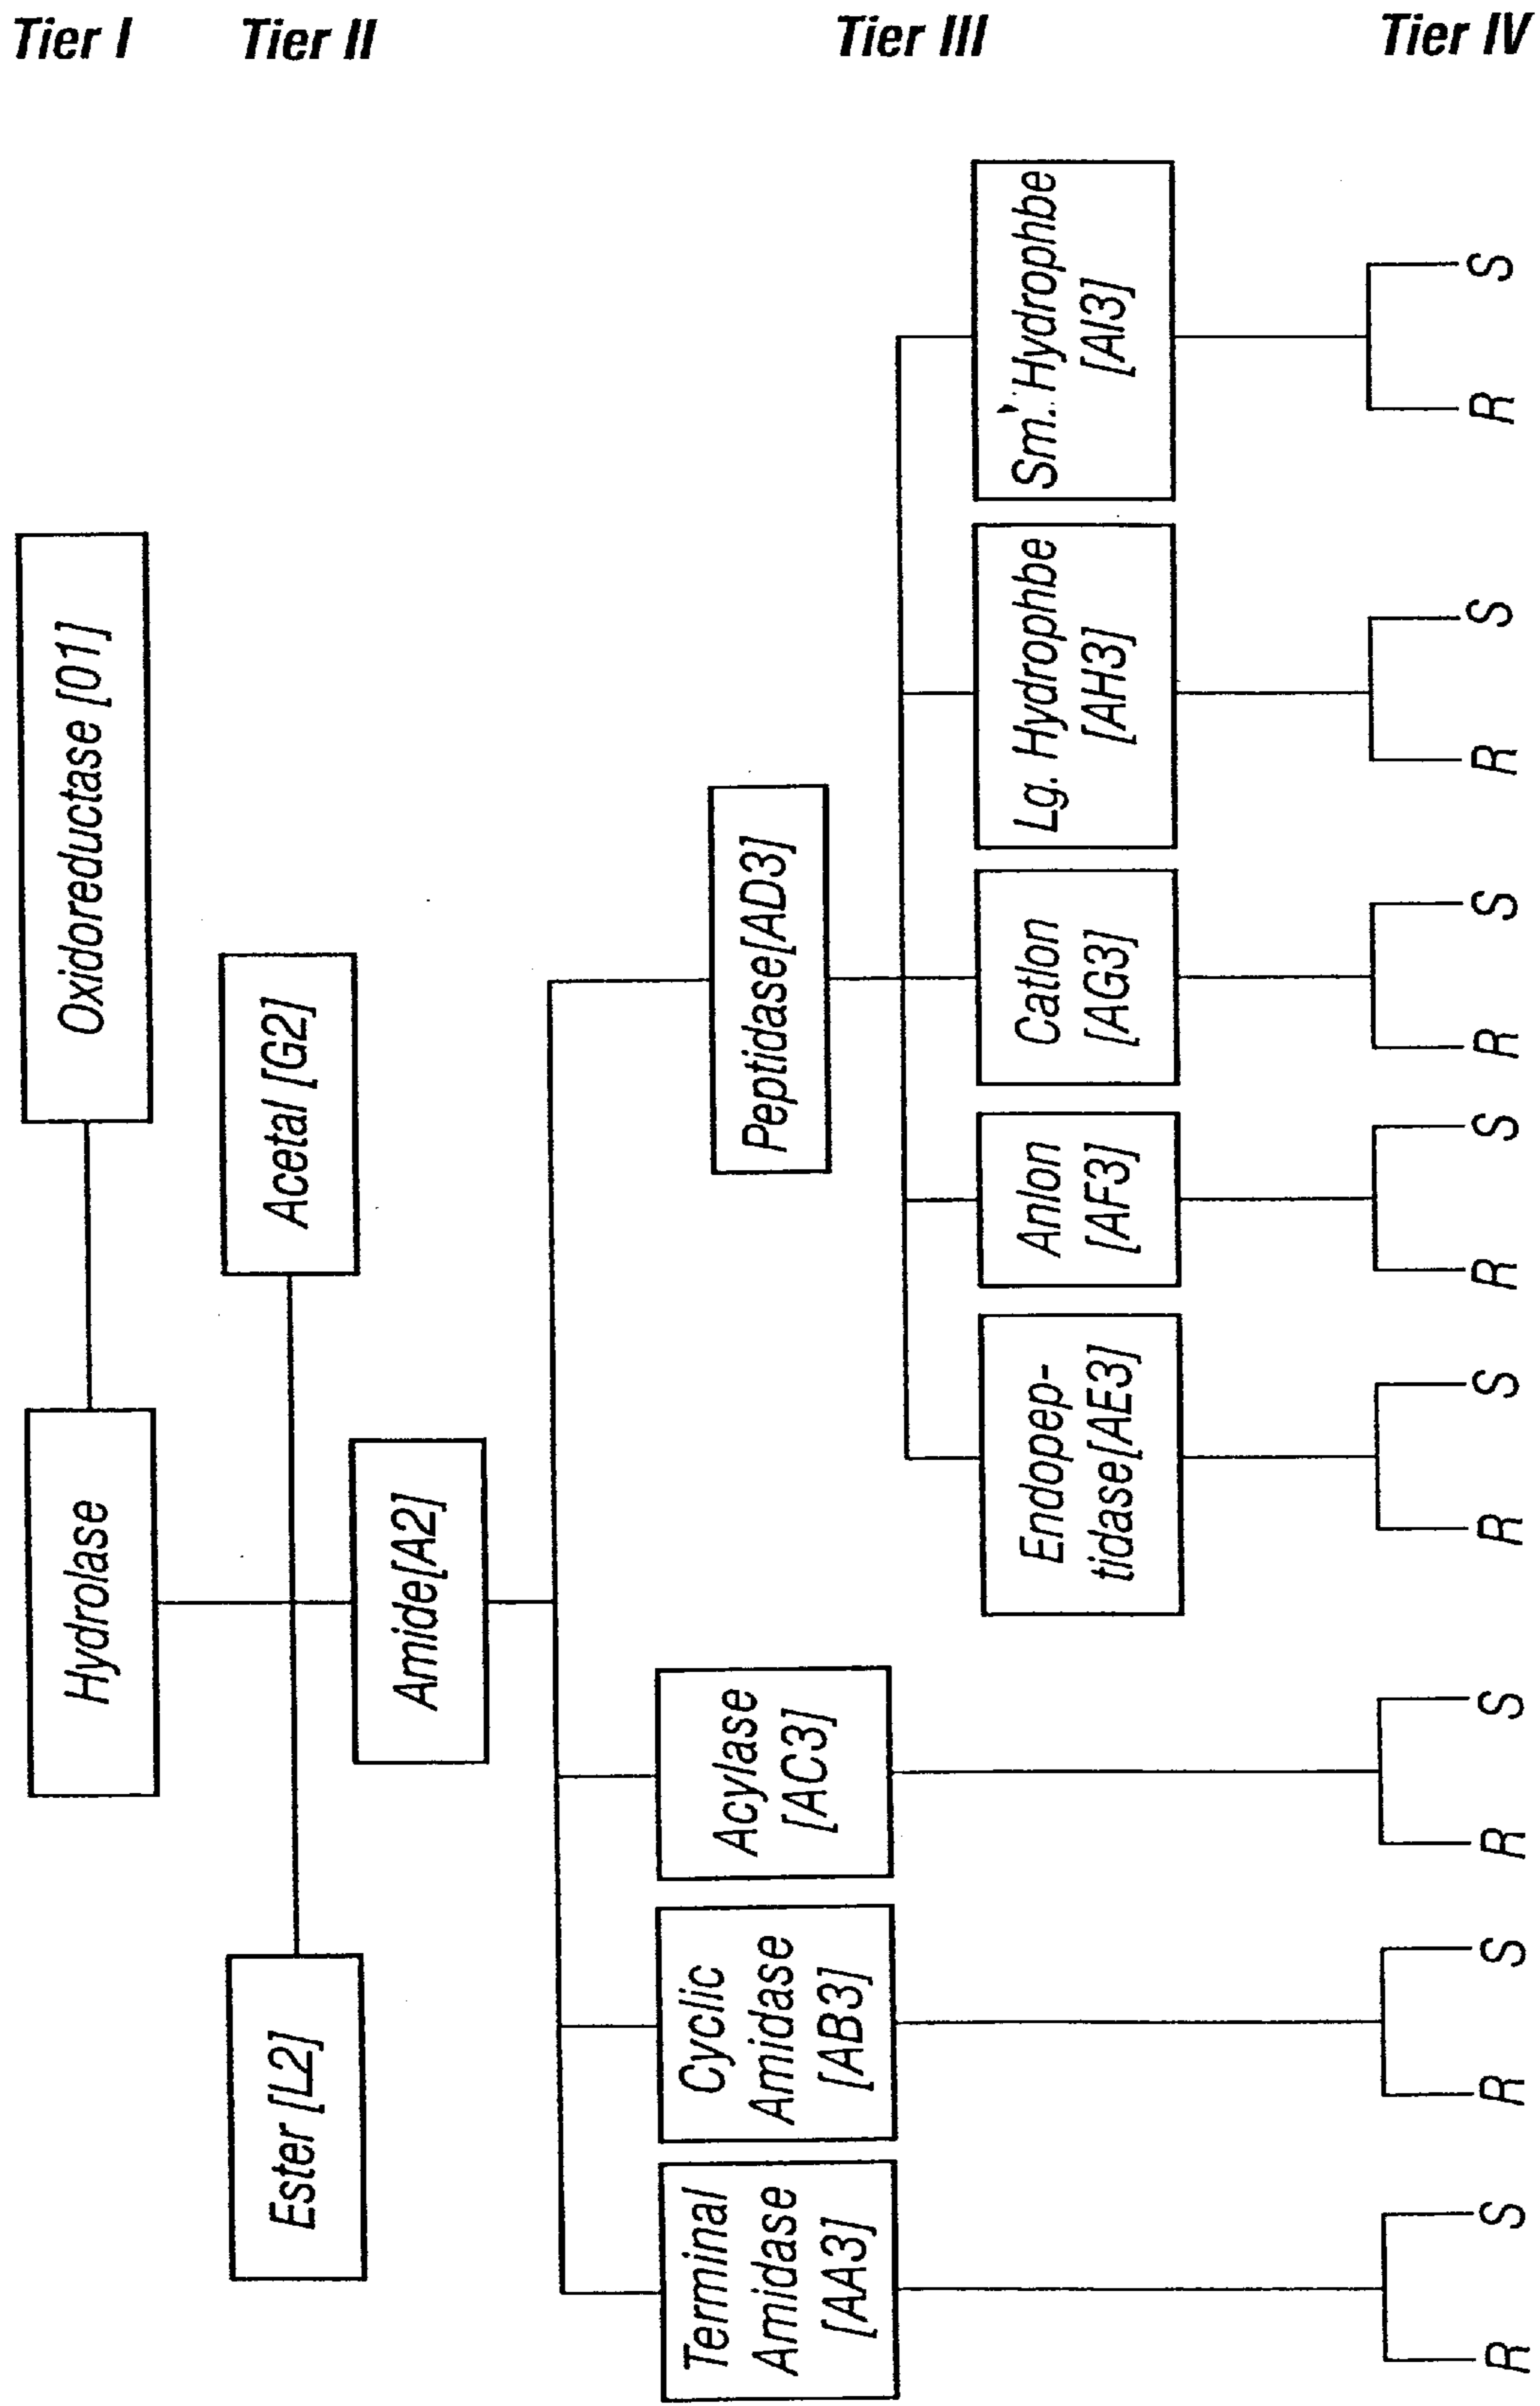 Tier I
Tier II
Tier III
Tier IV
Hydrolase
Oxidoreductase [01]
Ester [L2]
Acetal [G2]
Amide[A2]
Terminal
Amidase
[AA3]
Cyclic
Amidase
[AB3]
Acylase
[AC3]
Peptidase[AD3]
Endopep-
tidase[AE3]
Anlon
[AF3]
Catlon
[AG3]
Lg. Hydrophbe
[AH3]
Sm. Hydrophbe
[AI3]
R S R S R S R S R S R S R S R S